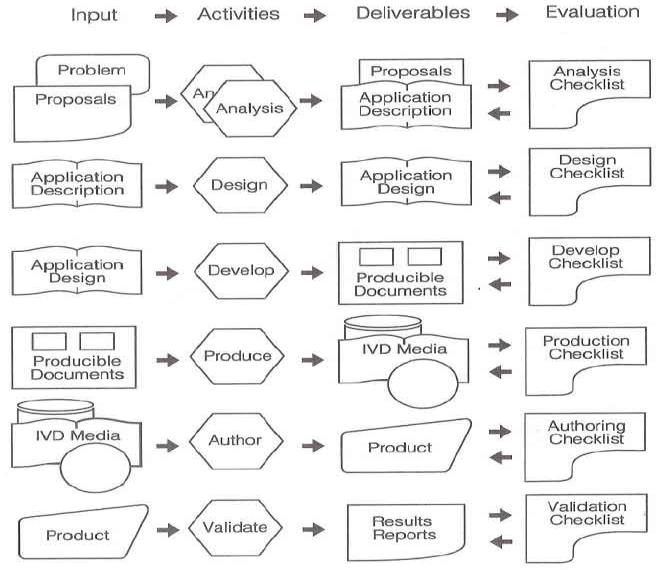 Input Activities Deliverables Evaluation
Problem
Proposals
An
Analysis
Proposals
Application
Description
Analysis
Checklist
Application
Description
Design
Application
Design
Design
Checklist
Application
Design
Develop
Producible
Documents
Develop
Checklist
Producible
Documents
Produce
IVD Media
Production
Checklist
IVD Media
Author
Product
Authoring
Checklist
Product
Validate
Results
Reports
Validation
Checklist